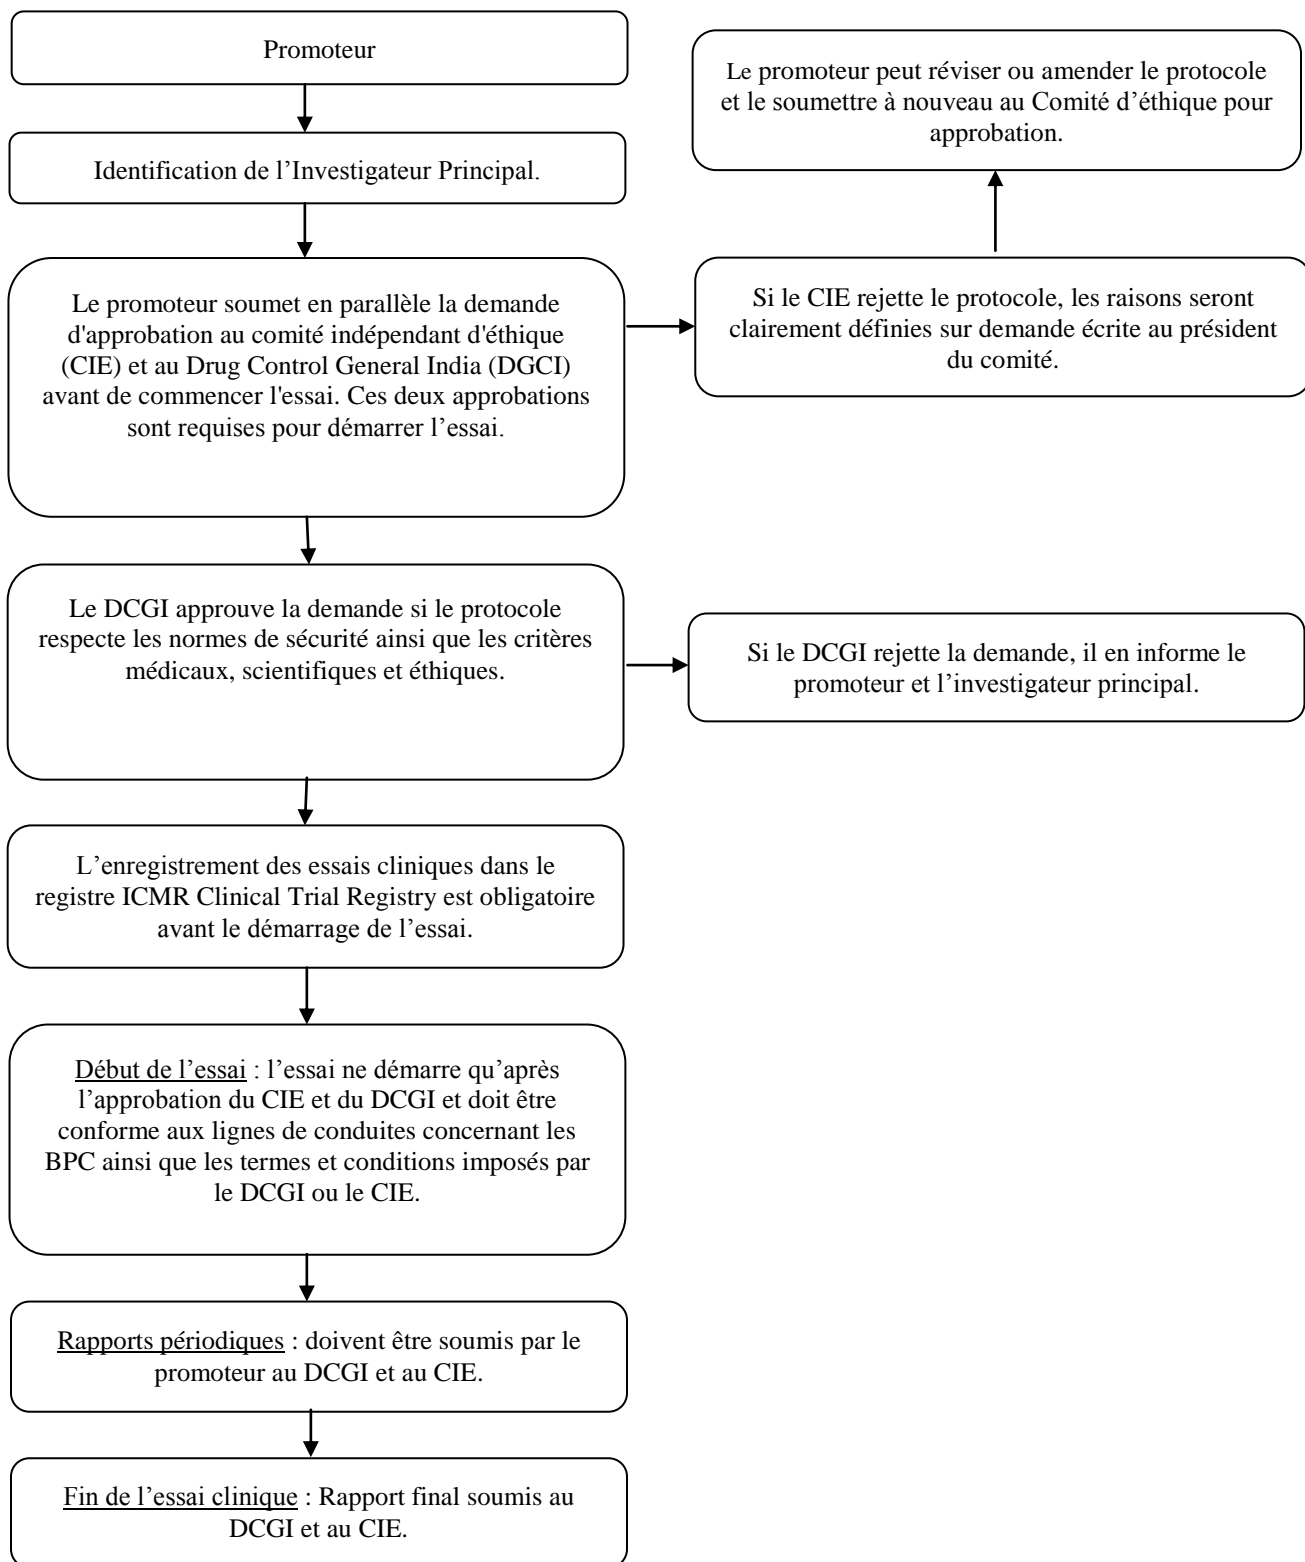 Promoteur
Identification de l’Investigateur Principal.
Le promoteur soumet en parallèle la demande
d'approbation au comité indépendant d'éthique
(CIE) et au Drug Control General India (DGCI)
avant de commencer l'essai. Ces deux approbations
sont requises pour démarrer l’essai.
Si le CIE rejette le protocole, les raisons seront
clairement définies sur demande écrite au président
du comité.
Le promoteur peut réviser ou amender le protocole
et le soumettre à nouveau au Comité d’éthique pour
approbation.
Le DCGI approuve la demande si le protocole
respecte les normes de sécurité ainsi que les critères
médicaux, scientifiques et éthiques.
Si le DCGI rejette la demande, il en informe le
promoteur et l’investigateur principal.
L’enregistrement des essais cliniques dans le
registre ICMR Clinical Trial Registry est obligatoire
avant le démarrage de l’essai.
Début de l’essai : l’essai ne démarre qu’après
l’approbation du CIE et du DCGI et doit être
conforme aux lignes de conduites concernant les
BPC ainsi que les termes et conditions imposés par
le DCGI ou le CIE.
Rapports périodiques : doivent être soumis par le
promoteur au DCGI et au CIE.
Fin de l’essai clinique : Rapport final soumis au
DCGI et au CIE.